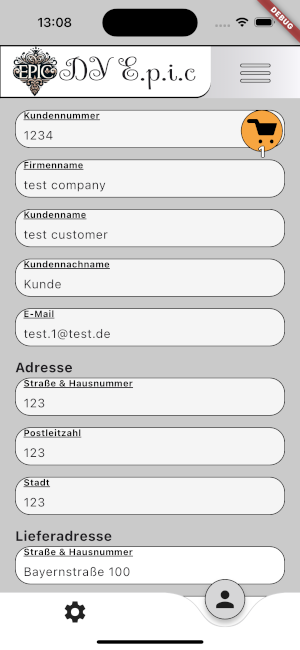 13:08
DEBUG
EPIC DV E.p.i.c
Kundennummer
1234
1
Firmenname
test company
Kundenname
test customer
Kundennachname
Kunde
E-Mail
test.1@test.de
Adresse
Straße & Hausnummer
123
Postleitzahl
123
Stadt
123
Lieferadresse
Straße & Hausnummer
Bayernstraße 100